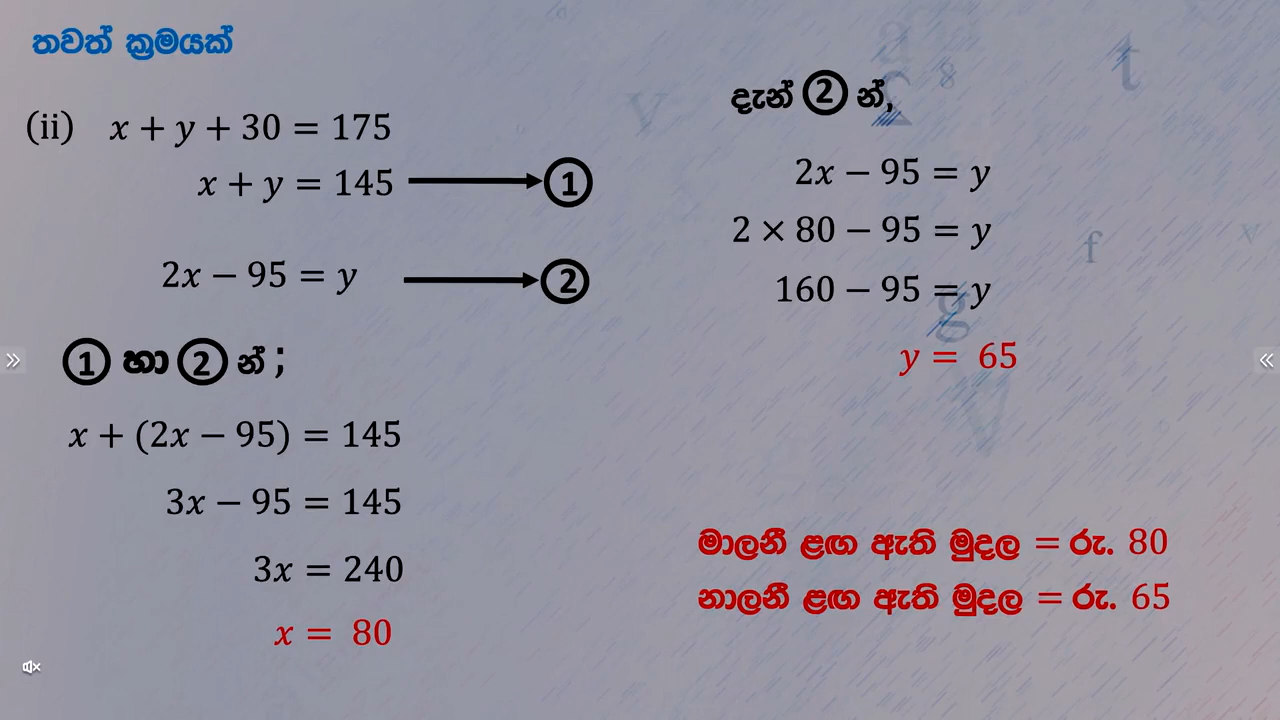 තවත් ක්‍රමයක්
(ii) x + y + 30 = 175
x + y = 145 ⟶ ①
2x − 95 = y ⟶ ②
① හා ② න් ;
x + (2x − 95) = 145
3x − 95 = 145
3x = 240
x = 80
දැන් ② න්,
2x − 95 = y
2 × 80 − 95 = y
160 − 95 = y
y = 65
මාලනී ළඟ ඇති මුදල = රු. 80
නාලනී ළඟ ඇති මුදල = රු. 65